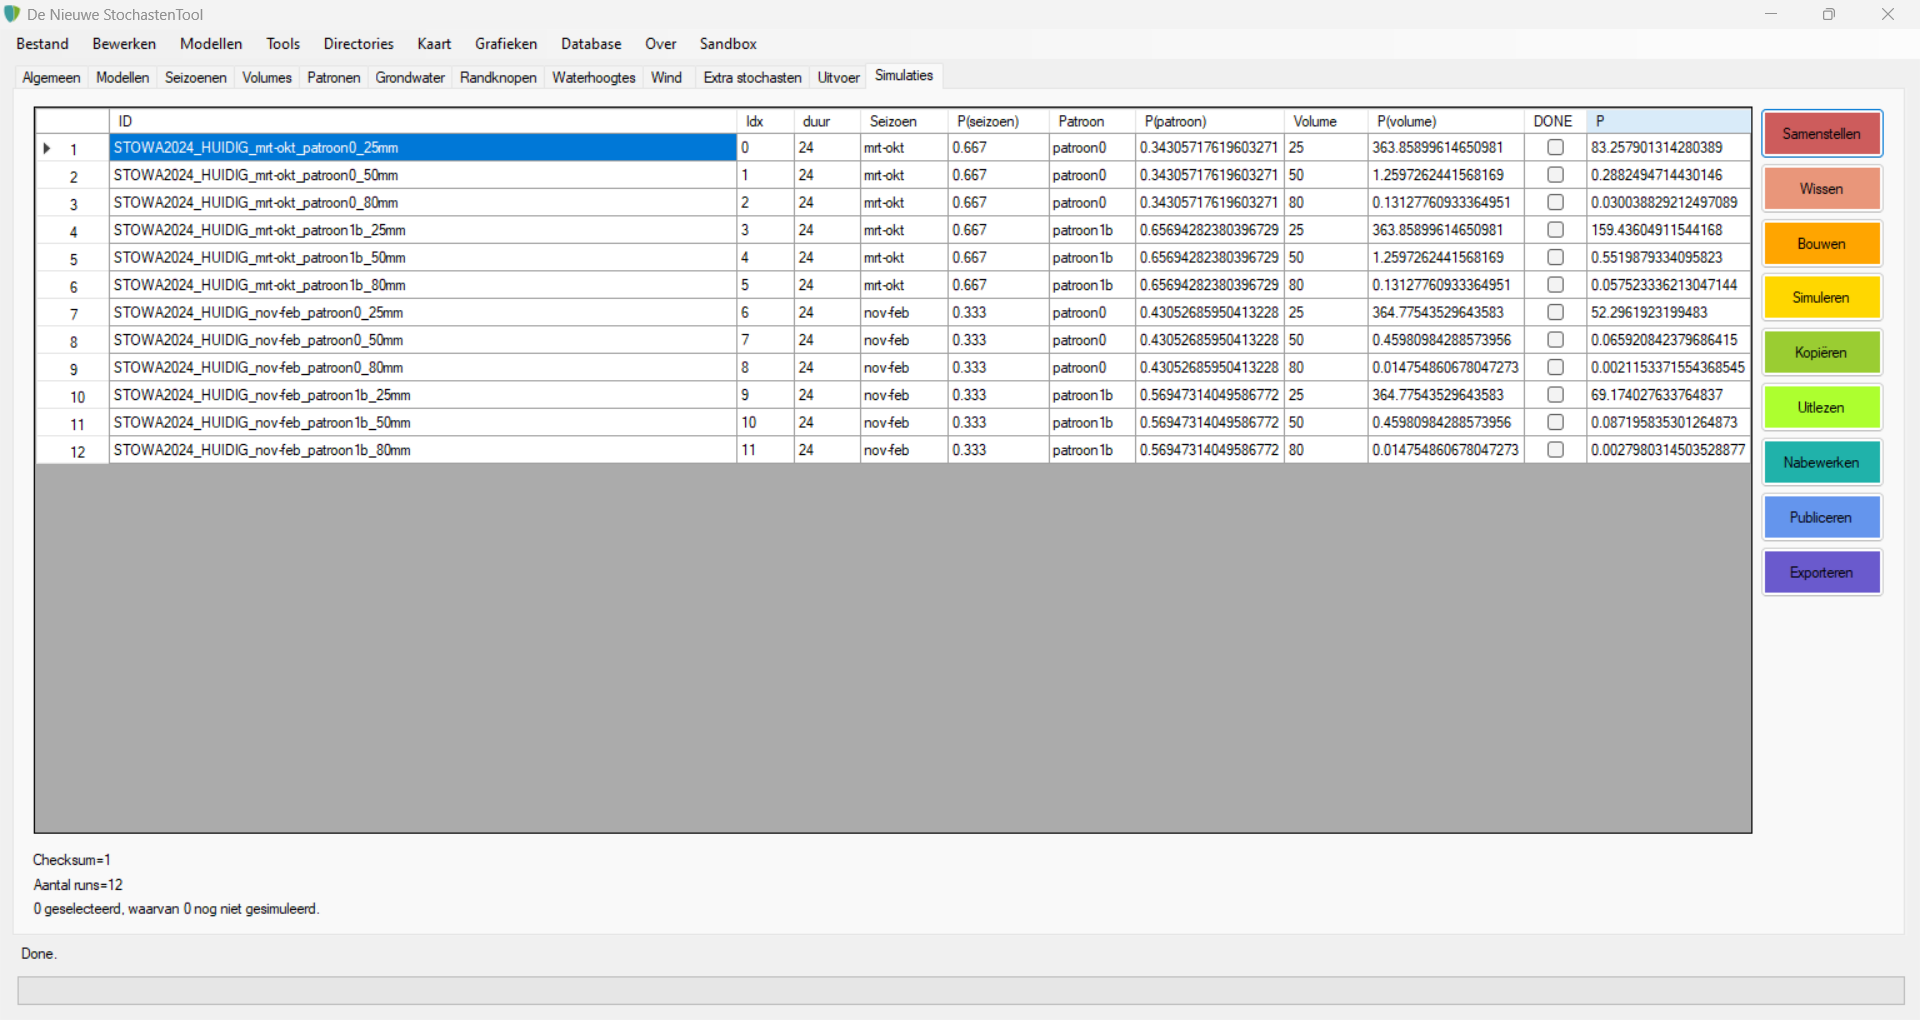 De Nieuwe StochastenTool
Bestand Bewerken Modellen Tools Directories Kaart Grafieken Database Over Sandbox
Algemeen Modellen Seizoenen Volumes Patronen Grondwater Randknopen Waterhoogtes Wind Extra stochasten Uitvoer Simulaties
ID Idx duur Seizoen P(seizoen) Patroon P(patroon) Volume P(volume) DONE P
1 STOWA2024_HUIDIG_mrt-okt_patroon0_25mm 0 24 mrt-okt 0.667 patroon0 0.34305717619603271 25 363.85899614650981 83.257901314280389
2 STOWA2024_HUIDIG_mrt-okt_patroon0_50mm 1 24 mrt-okt 0.667 patroon0 0.34305717619603271 50 1.2597262441568169 0.2882494714430146
3 STOWA2024_HUIDIG_mrt-okt_patroon0_80mm 2 24 mrt-okt 0.667 patroon0 0.34305717619603271 80 0.13127760933364951 0.030038829212497089
4 STOWA2024_HUIDIG_mrt-okt_patroon1b_25mm 3 24 mrt-okt 0.667 patroon1b 0.65694282380396729 25 363.85899614650981 159.43604911544168
5 STOWA2024_HUIDIG_mrt-okt_patroon1b_50mm 4 24 mrt-okt 0.667 patroon1b 0.65694282380396729 50 1.2597262441568169 0.5519879334095823
6 STOWA2024_HUIDIG_mrt-okt_patroon1b_80mm 5 24 mrt-okt 0.667 patroon1b 0.65694282380396729 80 0.13127760933364951 0.057523336213047144
7 STOWA2024_HUIDIG_nov-feb_patroon0_25mm 6 24 nov-feb 0.333 patroon0 0.43052685950413228 25 364.77543529643583 52.2961923199483
8 STOWA2024_HUIDIG_nov-feb_patroon0_50mm 7 24 nov-feb 0.333 patroon0 0.43052685950413228 50 0.45980984288573956 0.065920842379686415
9 STOWA2024_HUIDIG_nov-feb_patroon0_80mm 8 24 nov-feb 0.333 patroon0 0.43052685950413228 80 0.014754860678047273 0.0021153371554368545
10 STOWA2024_HUIDIG_nov-feb_patroon1b_25mm 9 24 nov-feb 0.333 patroon1b 0.56947314049586772 25 364.77543529643583 69.174027633764837
11 STOWA2024_HUIDIG_nov-feb_patroon1b_50mm 10 24 nov-feb 0.333 patroon1b 0.56947314049586772 50 0.45980984288573956 0.087195835301264873
12 STOWA2024_HUIDIG_nov-feb_patroon1b_80mm 11 24 nov-feb 0.333 patroon1b 0.56947314049586772 80 0.014754860678047273 0.0027980314503528877
Samenstellen
Wissen
Bouwen
Simuleren
Kopiëren
Uitlezen
Nabewerken
Publiceren
Exporteren
Checksum=1
Aantal runs=12
0 geselecteerd, waarvan 0 nog niet gesimuleerd.
Done.